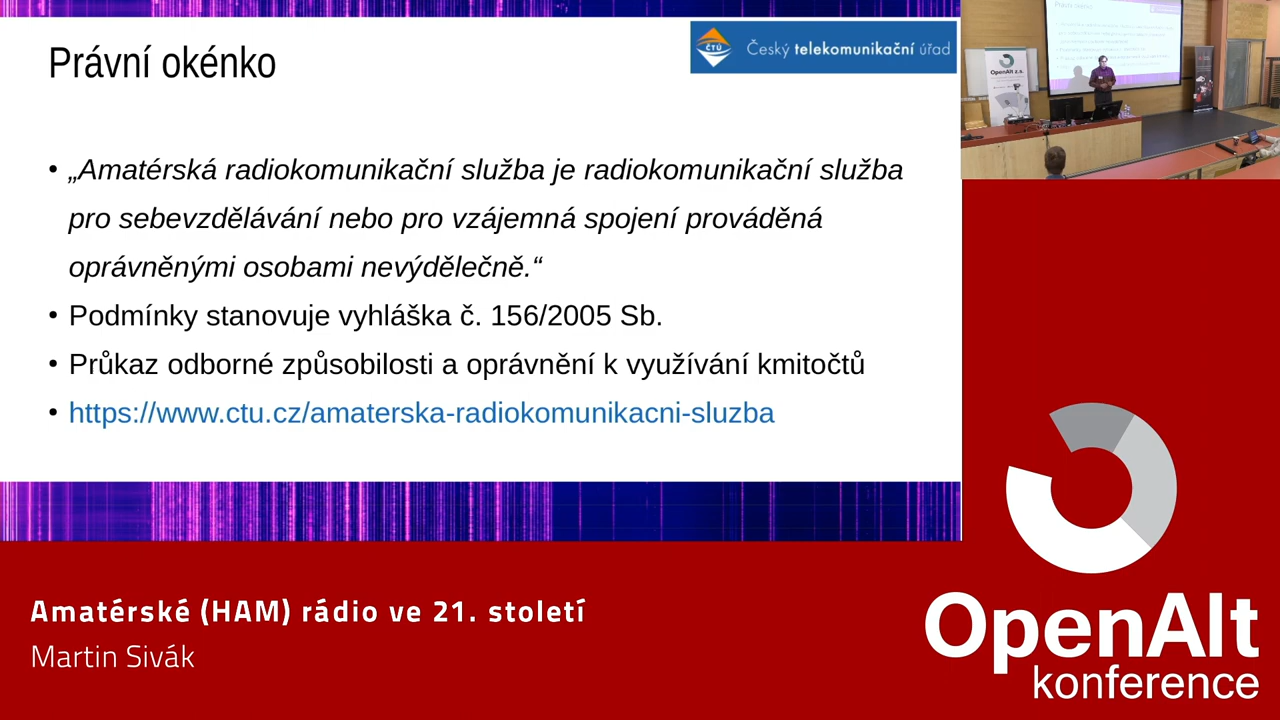 Právní okénko
ČTÚ
Český telekomunikační úřad
• „Amatérská radiokomunikační služba je radiokomunikační služba
pro sebevzdělávání nebo pro vzájemná spojení prováděná
oprávněnými osobami nevýdělečně.“
• Podmínky stanovuje vyhláška č. 156/2005 Sb.
• Průkaz odborné způsobilosti a oprávnění k využívání kmitočtů
• https://www.ctu.cz/amaterska-radiokomunikacni-sluzba
OpenAlt z.s.
Amatérské (HAM) rádio ve 21. století
Martin Sivák
OpenAlt
konference